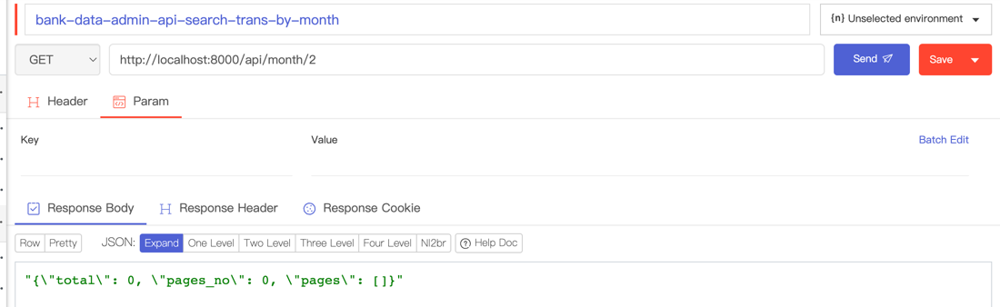 bank-data-admin-api-search-trans-by-month
{n} Unselected environment
GET
http://localhost:8000/api/month/2
Send
Save
Header
Param
Key
Value
Batch Edit
Response Body
Response Header
Response Cookie
Row Pretty JSON: Expand One Level Two Level Three Level Four Level Nl2br Help Doc
"{\"total\": 0, \"pages_no\": 0, \"pages\": []}"